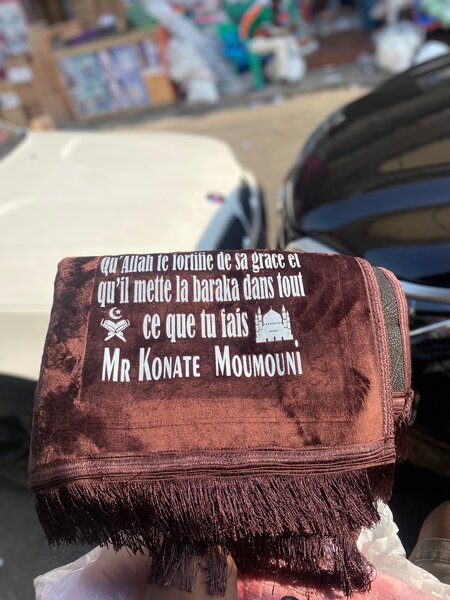 Qu'Allah te fortifie de sa grâce et
qu'il mette la baraka dans tout
ce que tu fais
MR KONATE MOUMOUNI